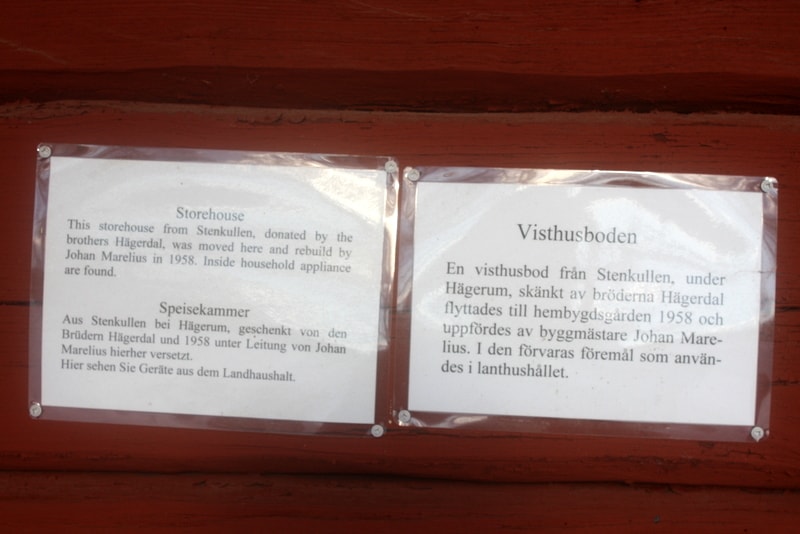 Storehouse
This storehouse from Stenkullen, donated by the
brothers Hägerdal, was moved here and rebuild by
Johan Marelius in 1958. Inside household appliance
are found.
Speisekammer
Aus Stenkullen bei Hägerum, geschenkt von den
Brüdern Hägerdal und 1958 unter Leitung von Johan
Marelius hierher versetzt.
Hier sehen Sie Geräte aus dem Landhaushalt.
Visthusboden
En visthusbod från Stenkullen, under
Hägerum, skänkt av bröderna Hägerdal
flyttades till hembygdsgården 1958 och
uppfördes av byggmästare Johan Mare-
lius. I den förvaras föremål som använ-
des i lanthushållet.